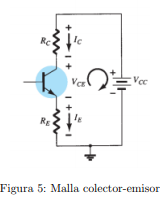 +
R_C I_C
−
+
V_CE + V_CC
−
−
+
R_E I_E
−
Figura 5: Malla colector-emisor